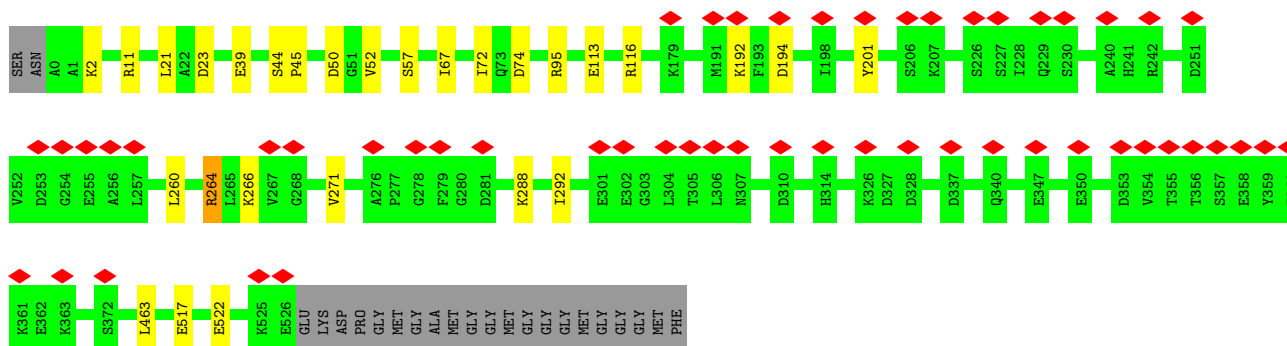 SER ASN A0 A1 K2 R11 L21 A22 D23 E39 S44 P45 D50 G51 V52 S57 I67 I72 Q73 D74 R95 E113 R116 K179 M191 K192 F193 D194 I198 Y201 S206 K207 S226 S227 I228 Q229 S230 A240 H241 R242 D251
V252 D253 G254 E255 A256 L257 L260 R264 L265 K266 V267 G268 V271 A276 P277 G278 F279 G280 D281 K288 I292 E301 E302 G303 L304 T305 L306 N307 D310 H314 K326 D327 D328 D337 Q340 E347 E350 D353 V354 T355 T356 S357 E358 Y359
K361 E362 K363 S372 L463 E517 E522 K525 E526 GLU LYS ASP PRO GLY MET GLY ALA MET GLY GLY MET GLY GLY GLY MET GLY GLY GLY MET PHE